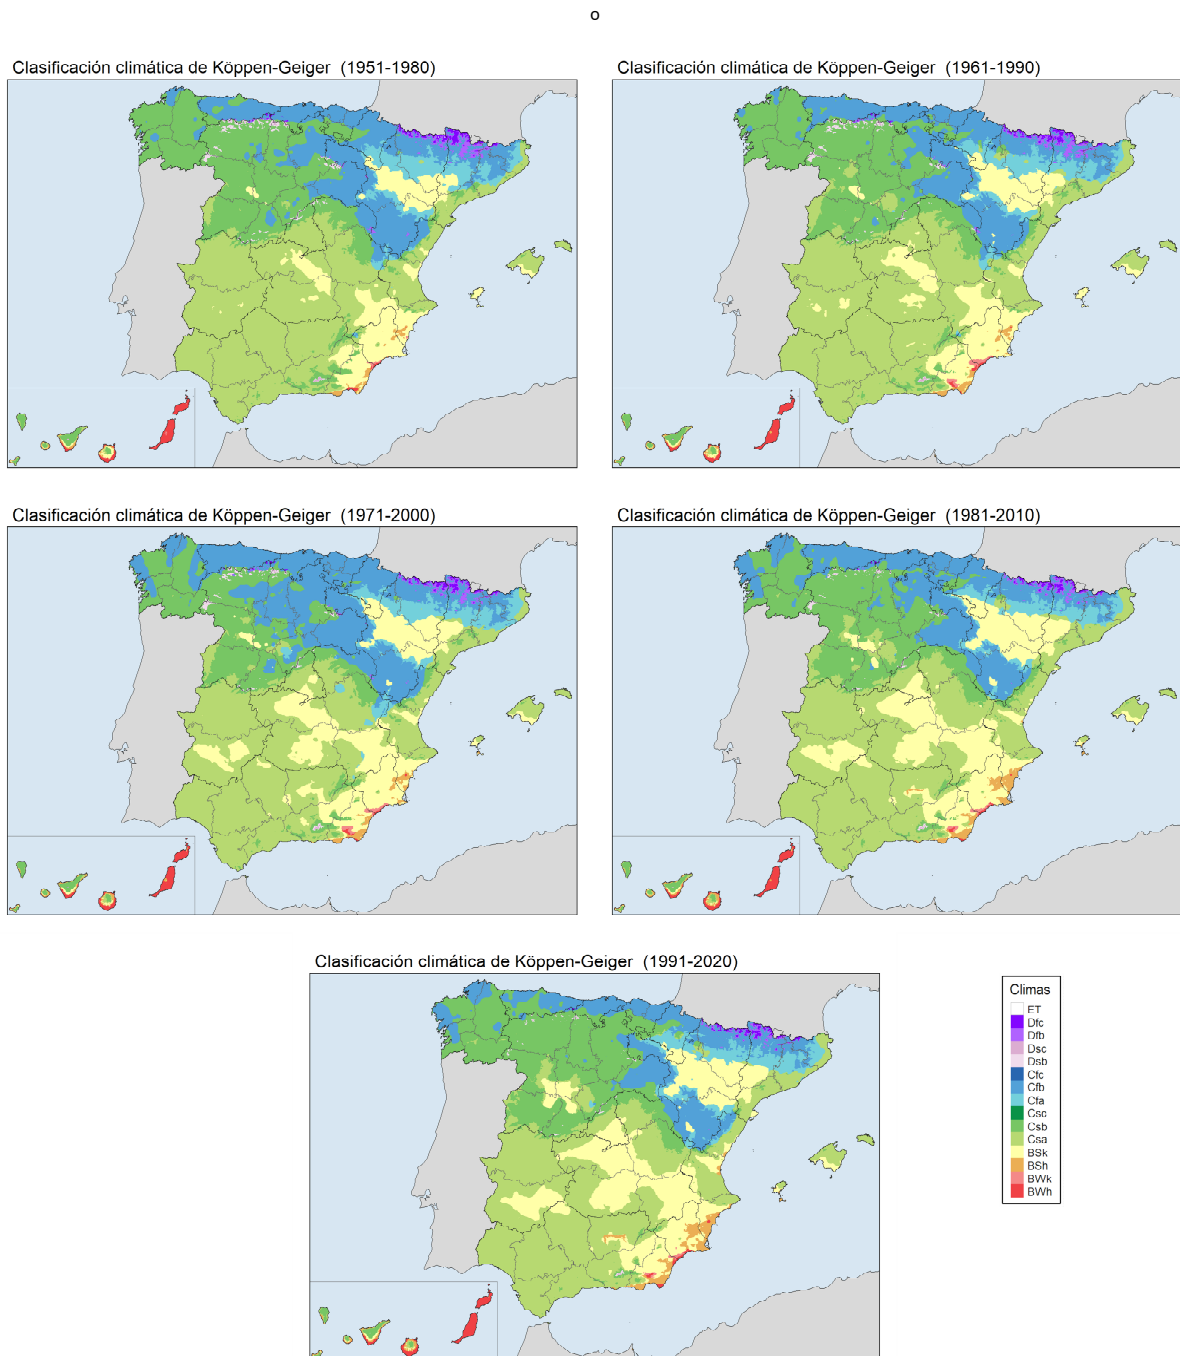 o
Clasificación climática de Köppen-Geiger (1951-1980)
Clasificación climática de Köppen-Geiger (1961-1990)
Clasificación climática de Köppen-Geiger (1971-2000)
Clasificación climática de Köppen-Geiger (1981-2010)
Clasificación climática de Köppen-Geiger (1991-2020)
Climas
ET
Dfc
Dfb
Dsc
Dsb
Cfc
Cfb
Cfa
Csc
Csb
Csa
BSk
BSh
BWk
BWh